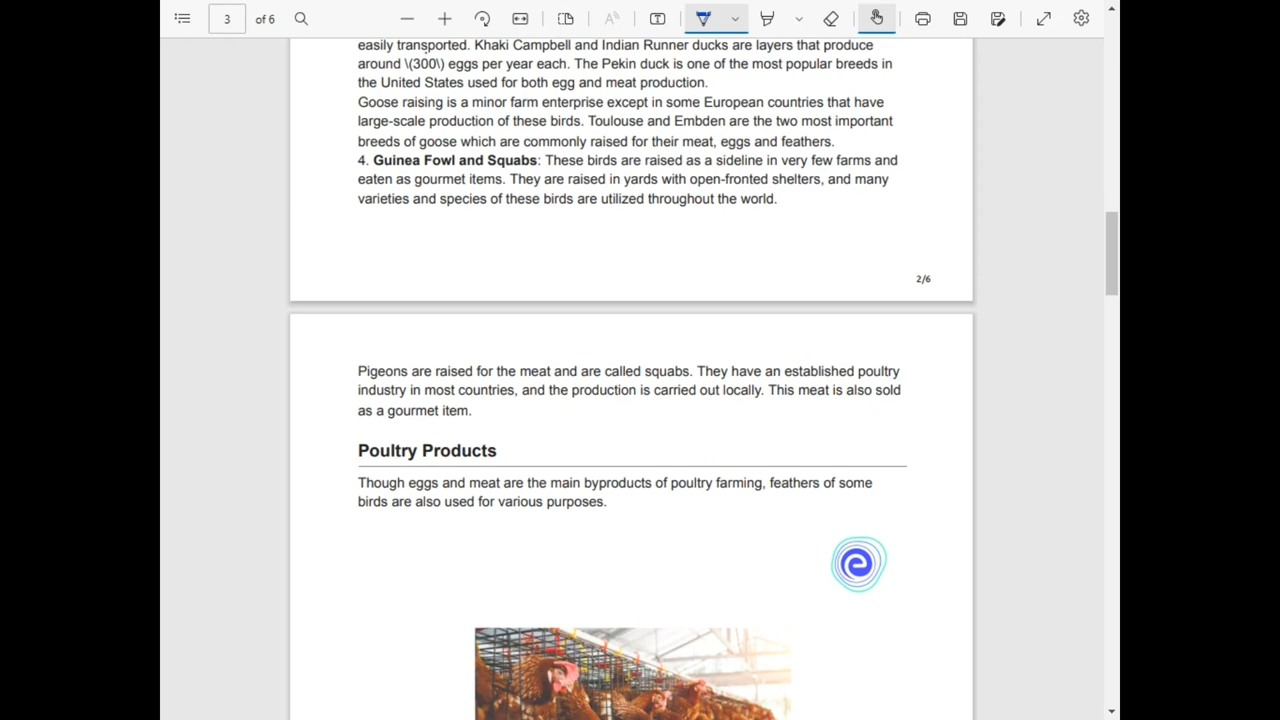 3 of 6
easily transported. Khaki Campbell and Indian Runner ducks are layers that produce
around \(300\) eggs per year each. The Pekin duck is one of the most popular breeds in
the United States used for both egg and meat production.
Goose raising is a minor farm enterprise except in some European countries that have
large-scale production of these birds. Toulouse and Embden are the two most important
breeds of goose which are commonly raised for their meat, eggs and feathers.
4. Guinea Fowl and Squabs: These birds are raised as a sideline in very few farms and
eaten as gourmet items. They are raised in yards with open-fronted shelters, and many
varieties and species of these birds are utilized throughout the world.
2/6
Pigeons are raised for the meat and are called squabs. They have an established poultry
industry in most countries, and the production is carried out locally. This meat is also sold
as a gourmet item.
Poultry Products
Though eggs and meat are the main byproducts of poultry farming, feathers of some
birds are also used for various purposes.